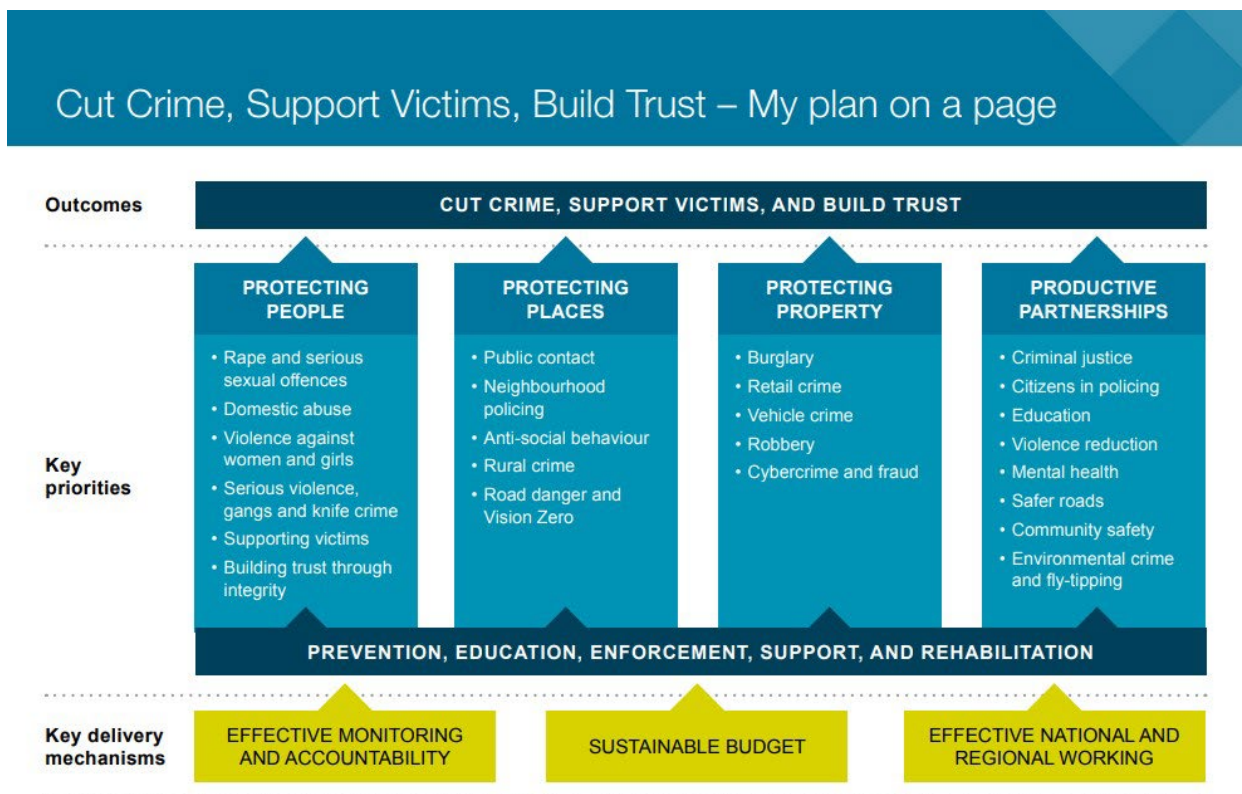 Cut Crime, Support Victims, Build Trust – My plan on a page
Outcomes
CUT CRIME, SUPPORT VICTIMS, AND BUILD TRUST
Key
priorities
PROTECTING
PEOPLE
• Rape and serious
sexual offences
• Domestic abuse
• Violence against
women and girls
• Serious violence,
gangs and knife crime
• Supporting victims
• Building trust through
integrity
PROTECTING
PLACES
• Public contact
• Neighbourhood
policing
• Anti-social behaviour
• Rural crime
• Road danger and
Vision Zero
PROTECTING
PROPERTY
• Burglary
• Retail crime
• Vehicle crime
• Robbery
• Cybercrime and fraud
PRODUCTIVE
PARTNERSHIPS
• Criminal justice
• Citizens in policing
• Education
• Violence reduction
• Mental health
• Safer roads
• Community safety
• Environmental crime
and fly-tipping
PREVENTION, EDUCATION, ENFORCEMENT, SUPPORT, AND REHABILITATION
Key delivery
mechanisms
EFFECTIVE MONITORING
AND ACCOUNTABILITY
SUSTAINABLE BUDGET
EFFECTIVE NATIONAL AND
REGIONAL WORKING